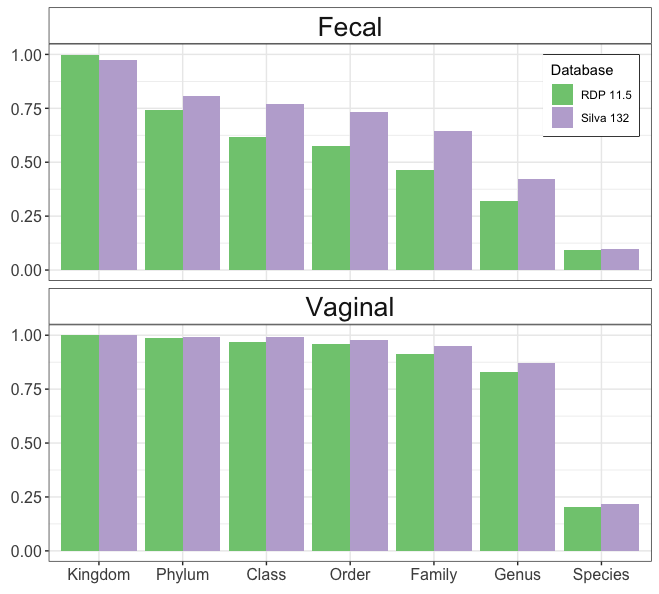 Fecal
Database
RDP 11.5
Silva 132
1.00
0.75
0.50
0.25
0.00
Vaginal
1.00
0.75
0.50
0.25
0.00
Kingdom Phylum Class Order Family Genus Species